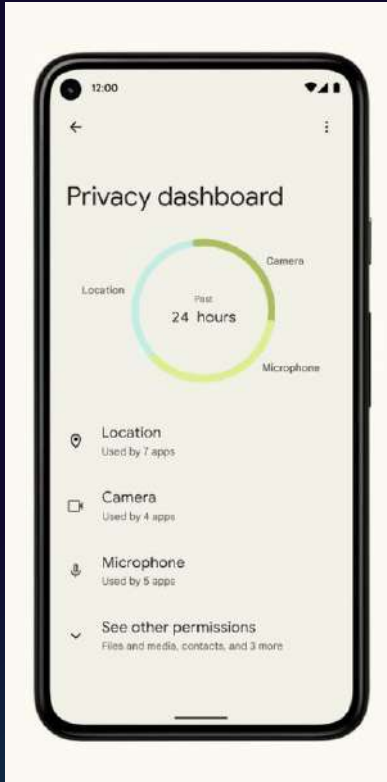 12:00
Privacy dashboard
Camera
Location
Past
24 hours
Microphone
Location
Used by 7 apps
Camera
Used by 4 apps
Microphone
Used by 5 apps
See other permissions
Files and media, contacts, and 3 more